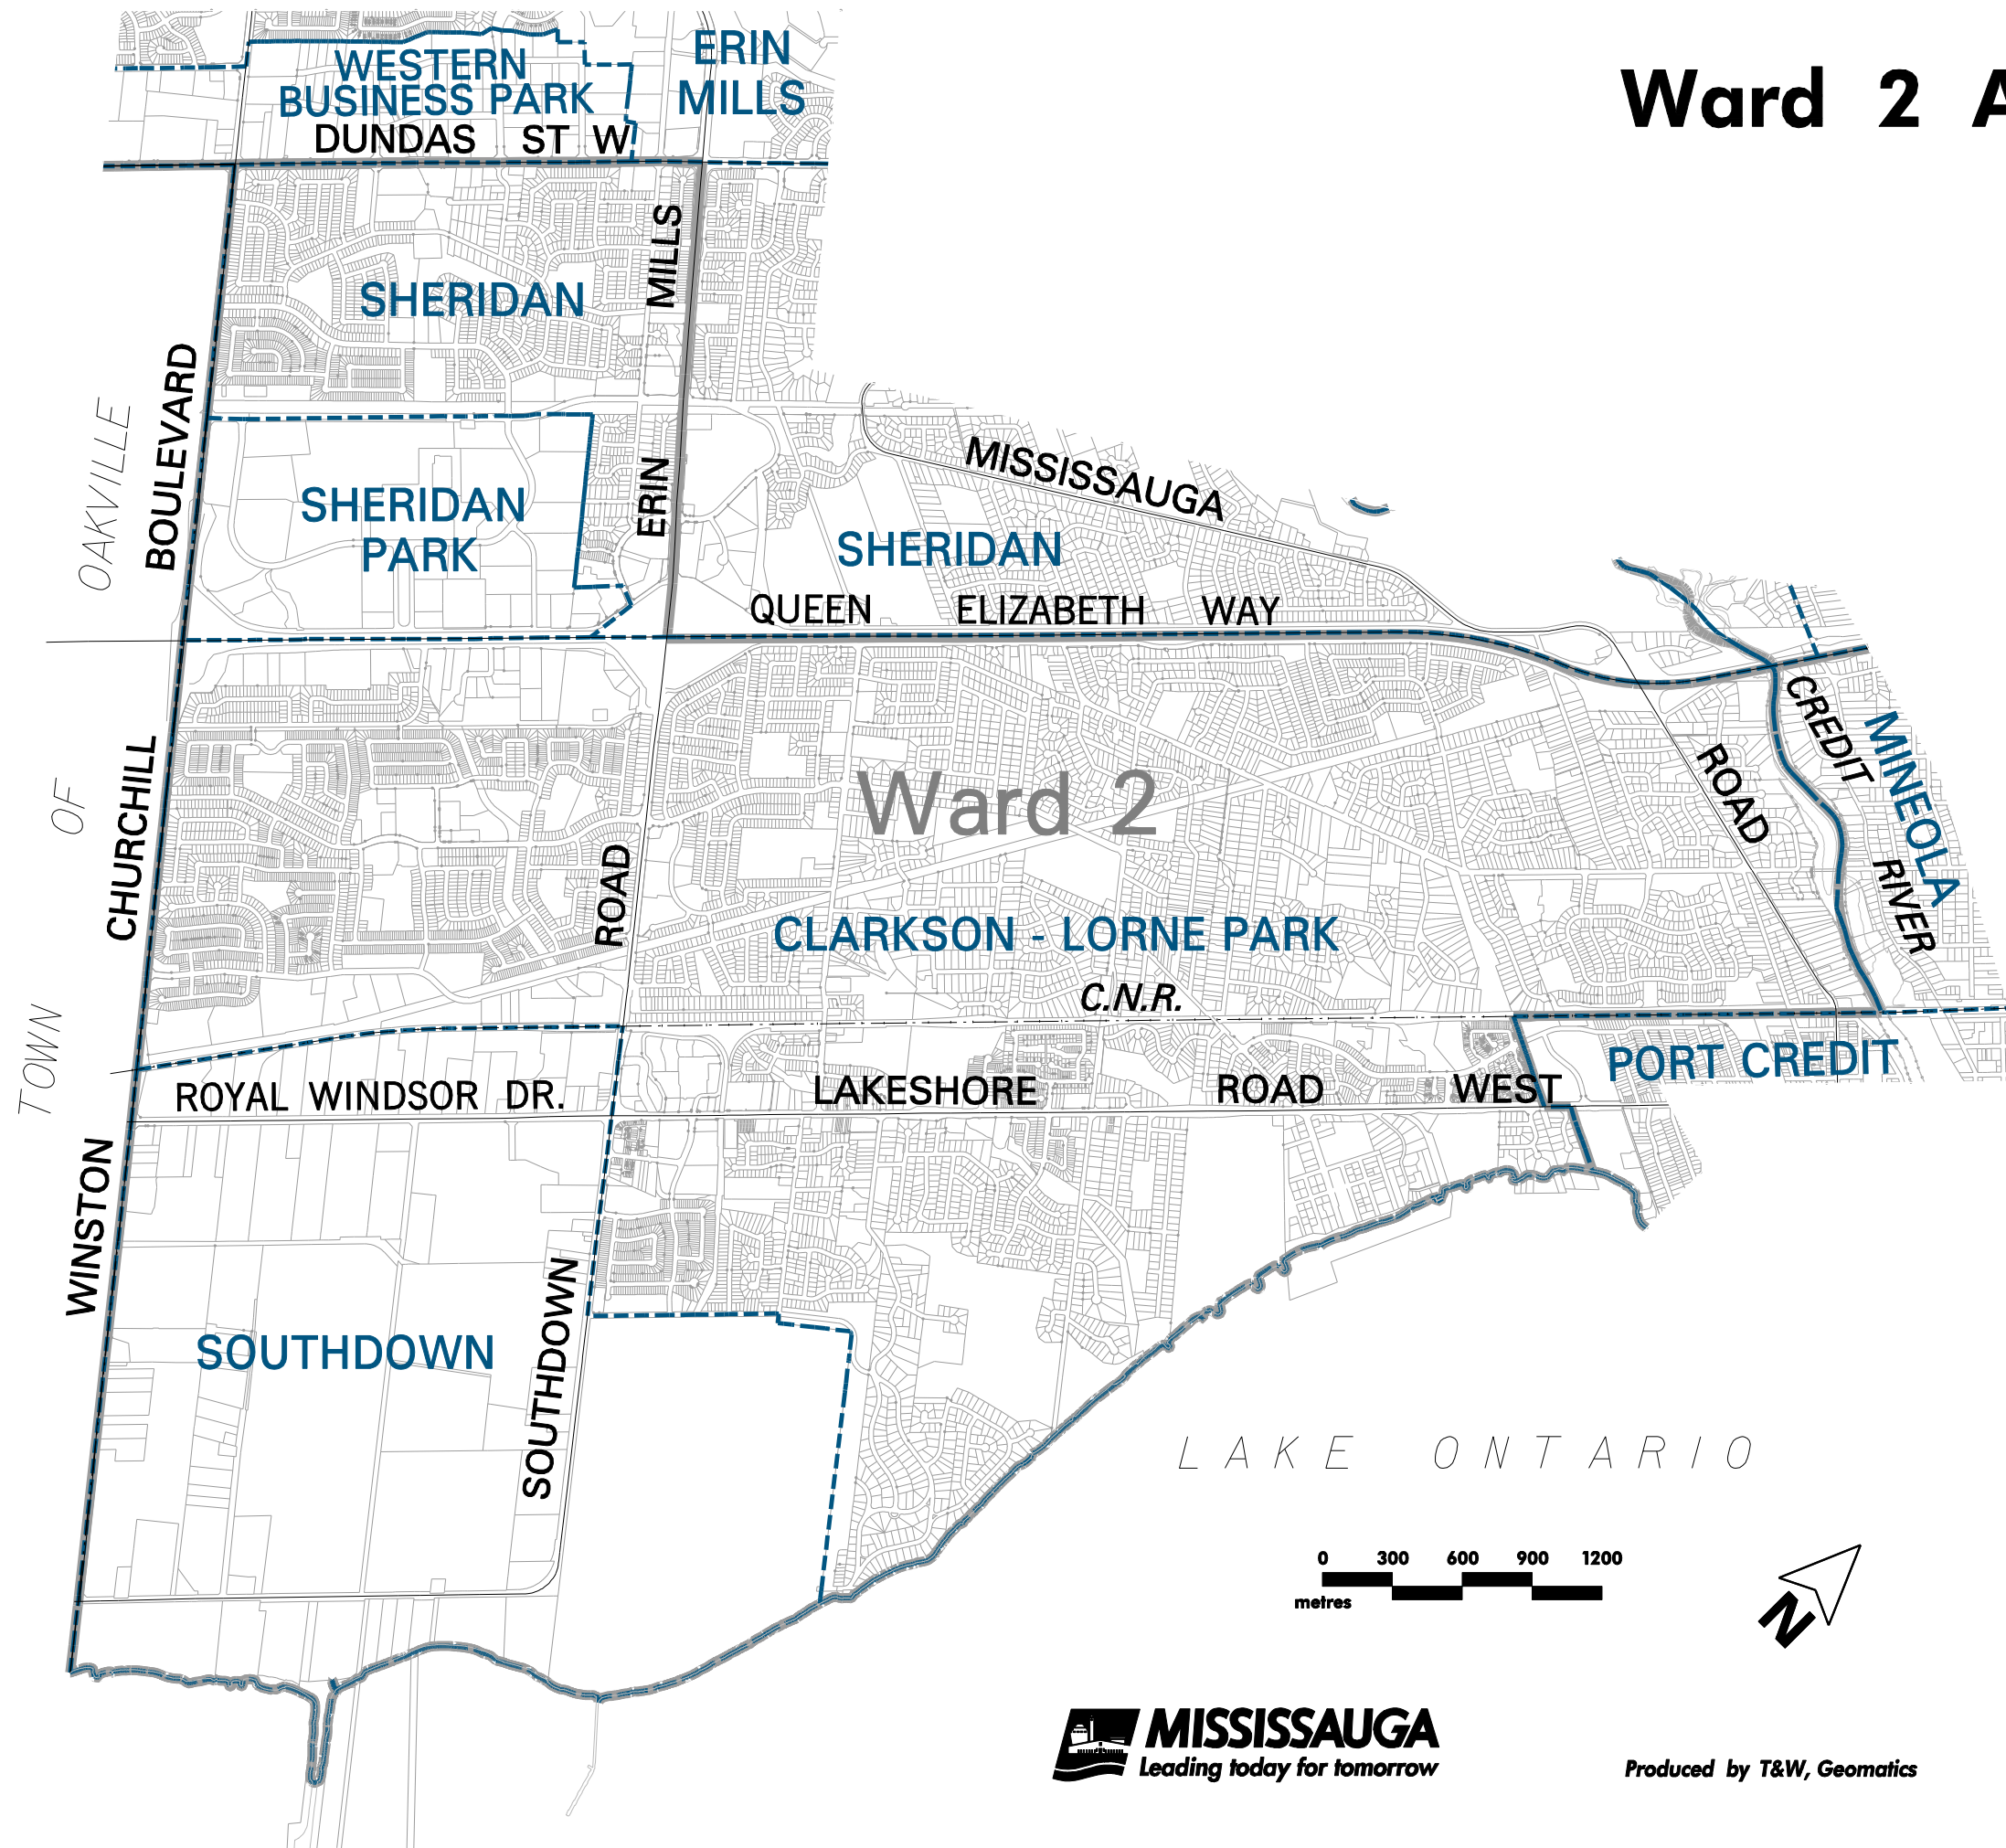 Ward 2 A
ERIN
MILLS
WESTERN
BUSINESS PARK
DUNDAS ST W
SHERIDAN
ERIN MILLS
SHERIDAN
PARK
SHERIDAN
MISSISSAUGA
QUEEN ELIZABETH WAY
WINSTON CHURCHILL BOULEVARD
TOWN OF OAKVILLE
Ward 2
ROAD
ROAD
CREDIT RIVER
MINEOLA
CLARKSON - LORNE PARK
C.N.R.
PORT CREDIT
ROYAL WINDSOR DR.
LAKESHORE ROAD WEST
SOUTHDOWN
SOUTHDOWN
LAKE ONTARIO
0 300 600 900 1200
metres
N
MISSISSAUGA
Leading today for tomorrow
Produced by T&W, Geomatics